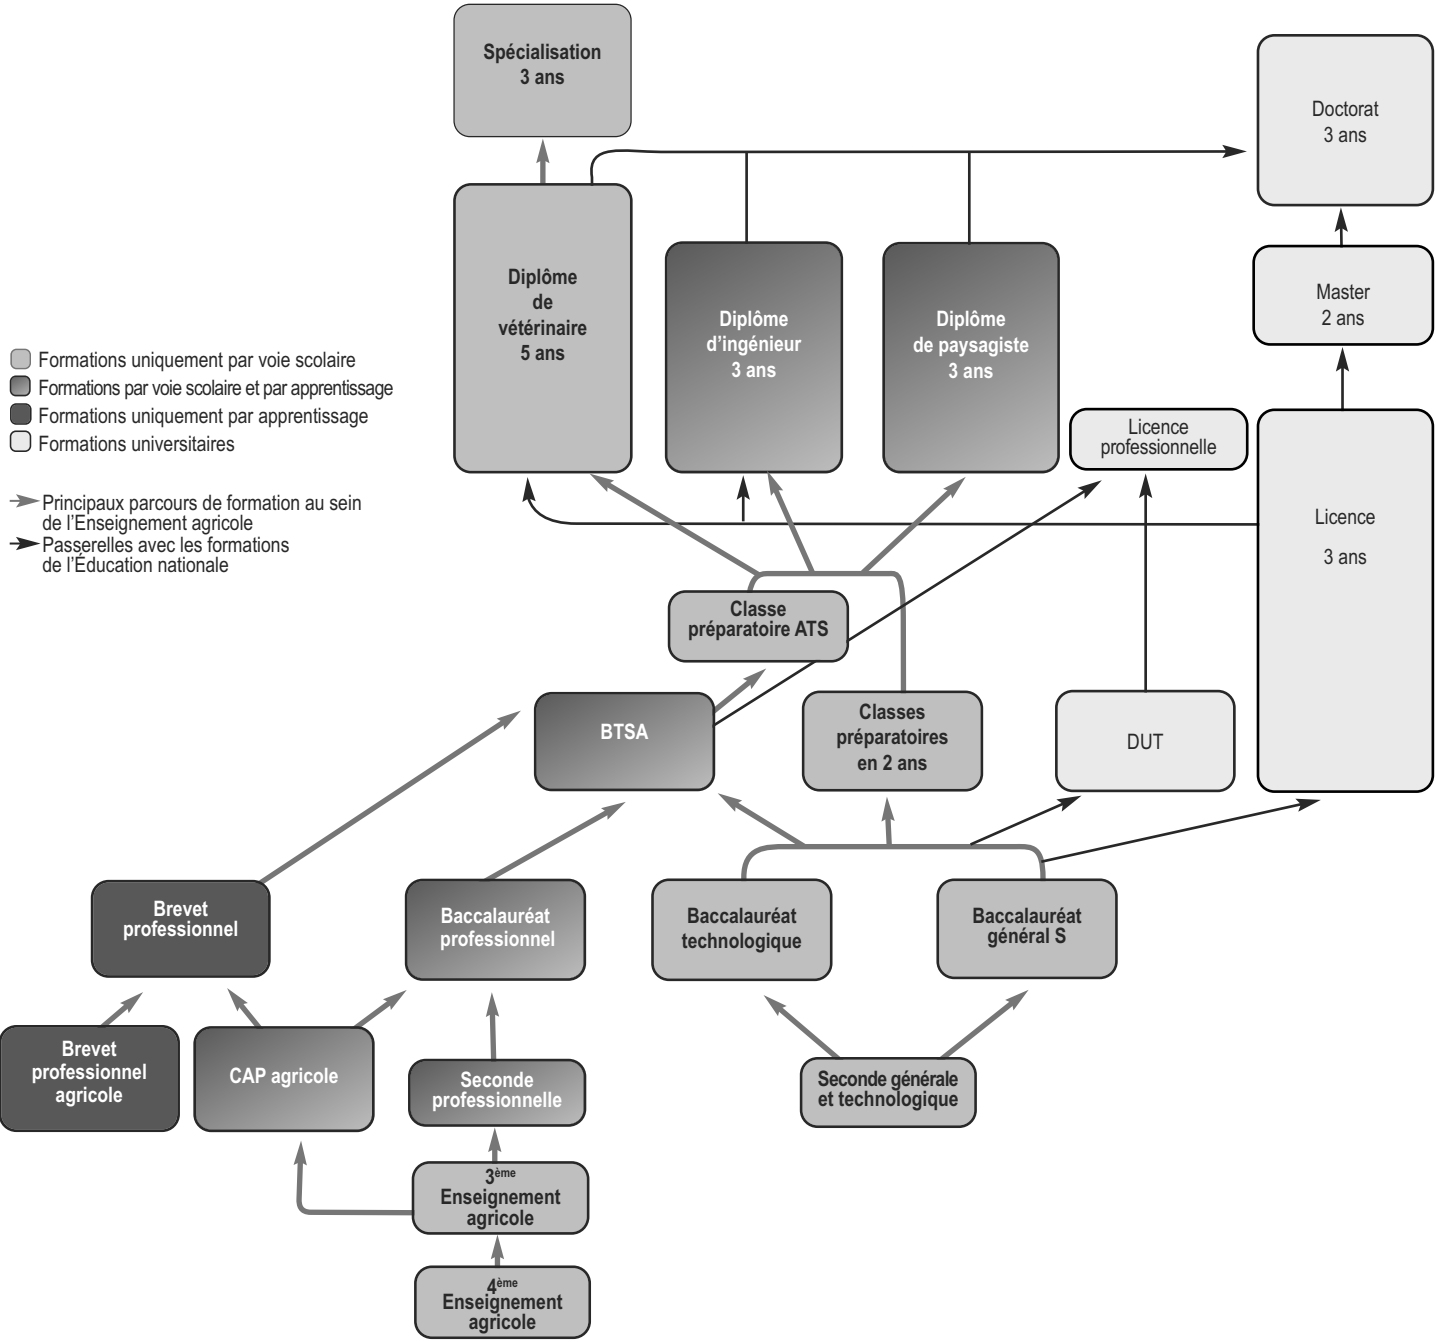 Spécialisation
3 ans
Doctorat
3 ans
Diplôme
de
vétérinaire
5 ans
Diplôme
d'ingénieur
3 ans
Diplôme
de paysagiste
3 ans
Master
2 ans
Formations uniquement par voie scolaire
Formations par voie scolaire et par apprentissage
Formations uniquement par apprentissage
Formations universitaires
Principaux parcours de formation au sein
de l'Enseignement agricole
Passerelles avec les formations
de l'Éducation nationale
Licence
professionnelle
Licence
3 ans
Classe
préparatoire ATS
BTSA
Classes
préparatoires
en 2 ans
DUT
Brevet
professionnel
Baccalauréat
professionnel
Baccalauréat
technologique
Baccalauréat
général S
Brevet
professionnel
agricole
CAP agricole
Seconde
professionnelle
Seconde générale
et technologique
3ème
Enseignement
agricole
4ème
Enseignement
agricole